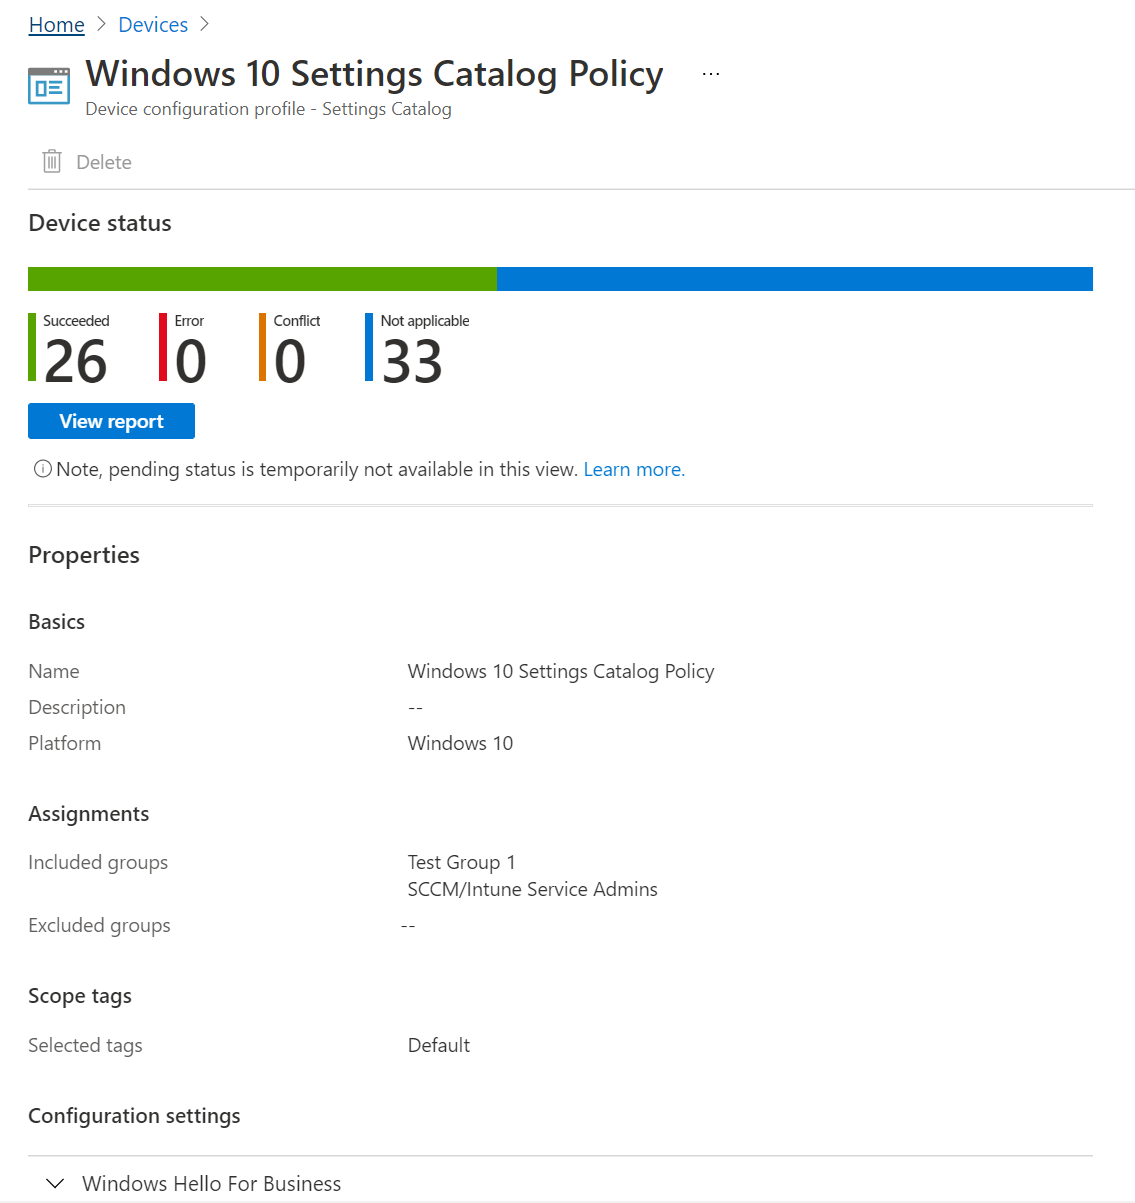 Home > Devices >
Windows 10 Settings Catalog Policy ...
Device configuration profile - Settings Catalog
Delete
Device status
Succeeded Error Conflict Not applicable
26 0 0 33
View report
Note, pending status is temporarily not available in this view. Learn more.
Properties
Basics
Name Windows 10 Settings Catalog Policy
Description --
Platform Windows 10
Assignments
Included groups Test Group 1
SCCM/Intune Service Admins
Excluded groups --
Scope tags
Selected tags Default
Configuration settings
Windows Hello For Business